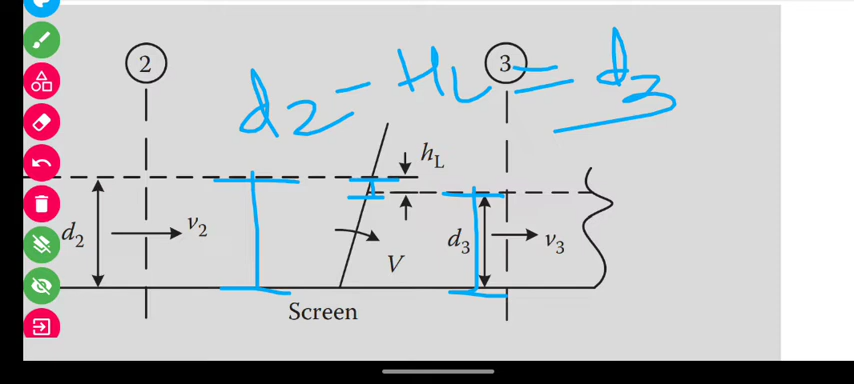 2
3
d2 - HL = d3
hL
d2
v2
d3
v3
V
Screen